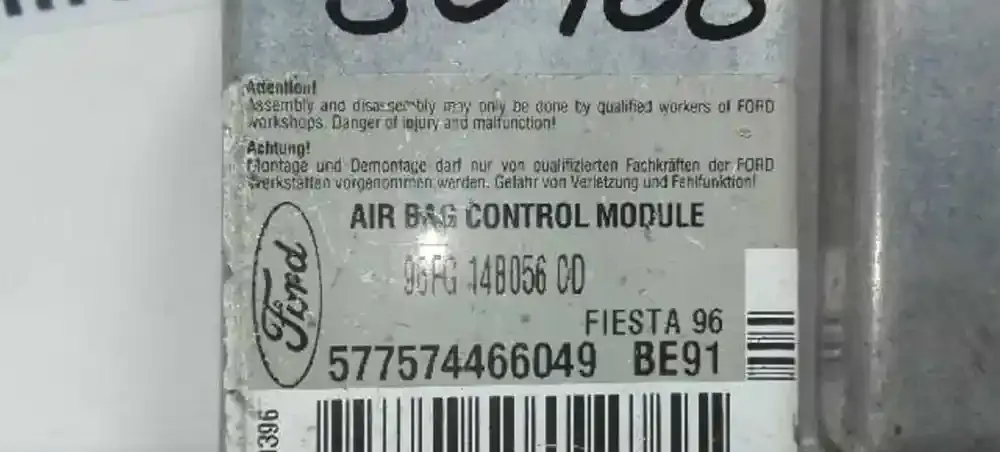 Attention!
Assembly and disassembly may only be done by qualified workers of FORD
workshops. Danger of injury and malfunction!
Achtung!
Montage und Demontage darf nur von qualifizierten Fachkräften der FORD
Werkstätten vorgenommen werden. Gefahr von Verletzung und Fehlfunktion!
AIR BAG CONTROL MODULE
96FG 14B056 CD
Ford
FIESTA 96
577574466049 BE91